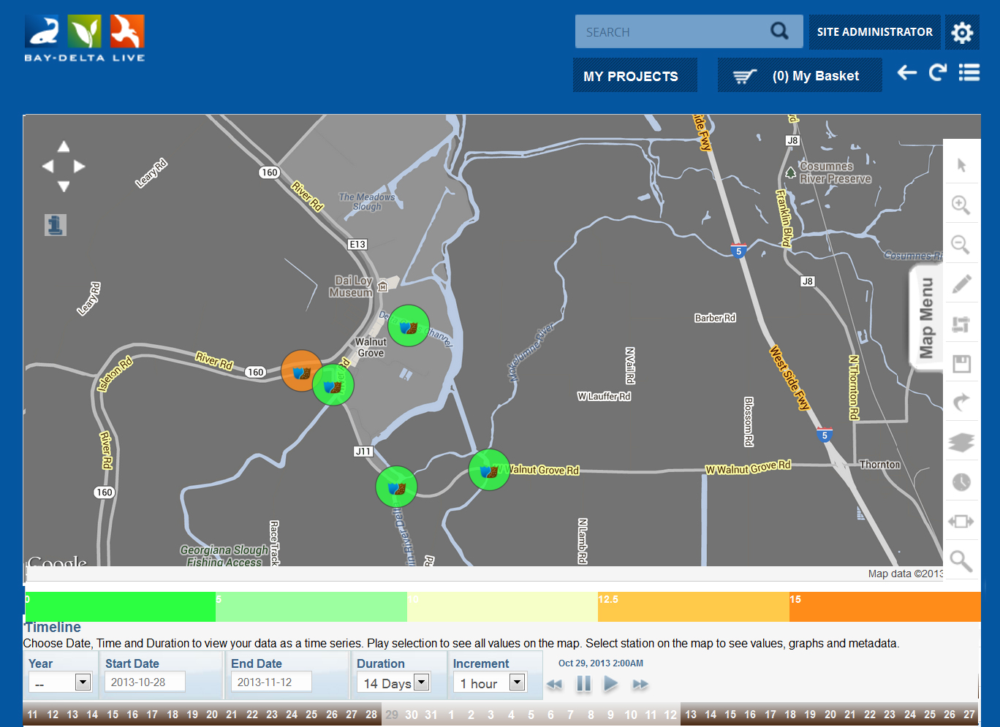 BAY-DELTA LIVE
SEARCH
SITE ADMINISTRATOR
MY PROJECTS
(0) My Basket
Side Fwy
J8
Cosumnes
River Preserve
Leary Rd
160
River Rd
The Meadows
Slough
Franklin Blvd
E13
5
Cosumnes Ri
Dai Loy
Museum
J8
Leary Rd
Map Menu
Barber Rd
Walnut
Grove
Mokelumne River
N Vail Rd
West Side Fwy
N Thornton Rd
Isleton Rd
River Rd
160
W Lauffer Rd
Blossom Rd
5
River Rd
J11
W Walnut Grove Rd
W Walnut Grove Rd
Thornton
160
Race Track
N Lamb Rd
Georgiana Slough
Fishing Access
Rd
Google
Map data ©2013
0
5
10
12.5
15
Timeline
Choose Date, Time and Duration to view your data as a time series. Play selection to see all values on the map. Select station on the map to see values, graphs and metadata.
Year
Start Date
End Date
Duration
Increment
Oct 29, 2013 2:00AM
--
2013-10-28
2013-11-12
14 Days
1 hour
11 12 13 14 15 16 17 18 19 20 21 22 23 24 25 26 27 28 29 30 31 1 2 3 4 5 6 7 8 9 10 11 12 13 14 15 16 17 18 19 20 21 22 23 24 25 26 27